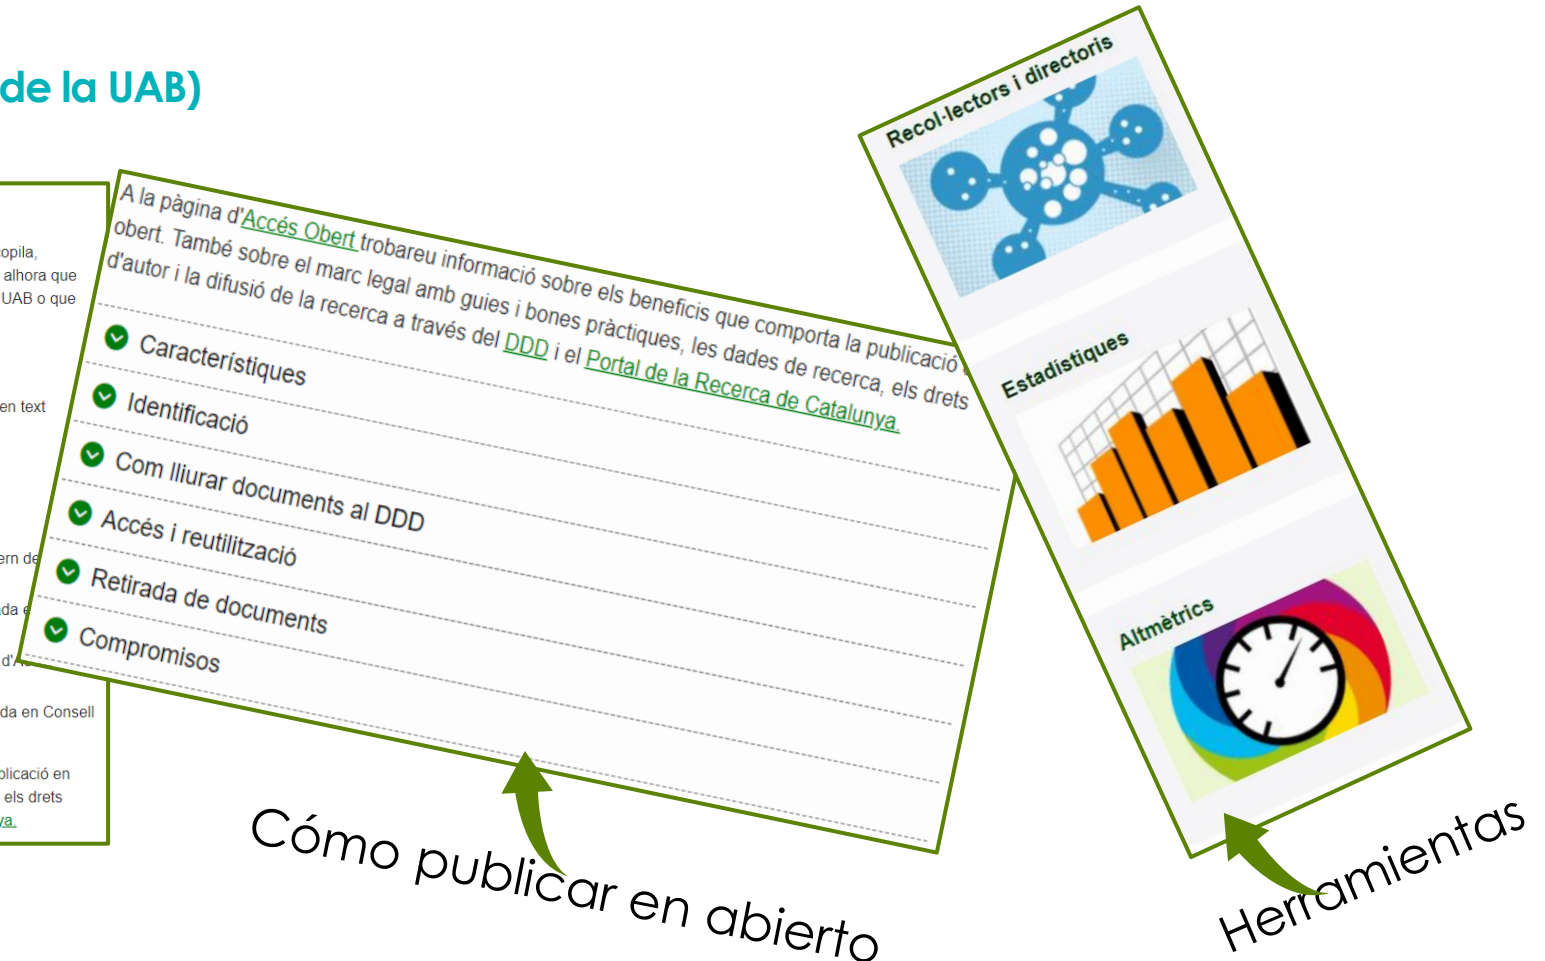 de la UAB)
opila,
alhora que
UAB o que
en text
ern de
da e
d'A
da en Consell
blicació en
els drets
ya.
A la pàgina d'Accés Obert trobareu informació sobre els beneficis que comporta la publicació
obert. També sobre el marc legal amb guies i bones pràctiques, les dades de recerca, els drets
d'autor i la difusió de la recerca a través del DDD i el Portal de la Recerca de Catalunya.
Característiques
Identificació
Com lliurar documents al DDD
Accés i reutilització
Retirada de documents
Compromisos
Cómo publicar en abierto
Recol·lectors i directoris
Estadístiques
Altmètrics
Herramientas